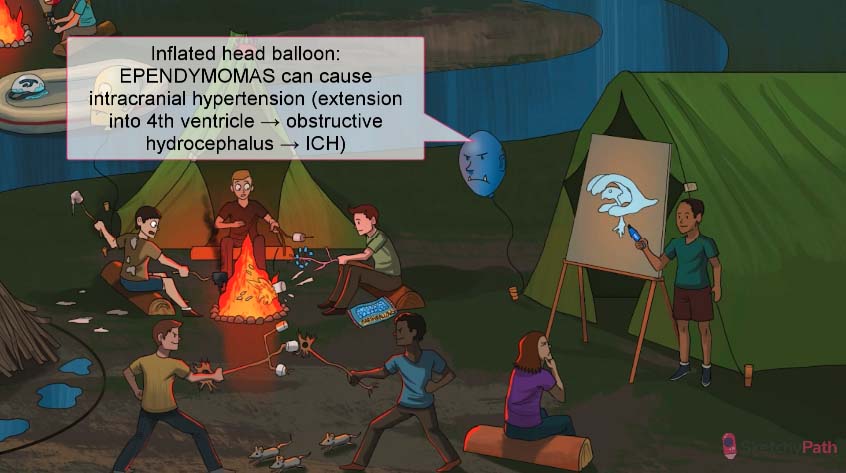 Inflated head balloon:
EPENDYMOMAS can cause
intracranial hypertension (extension
into 4th ventricle → obstructive
hydrocephalus → ICH)
SketchyPath